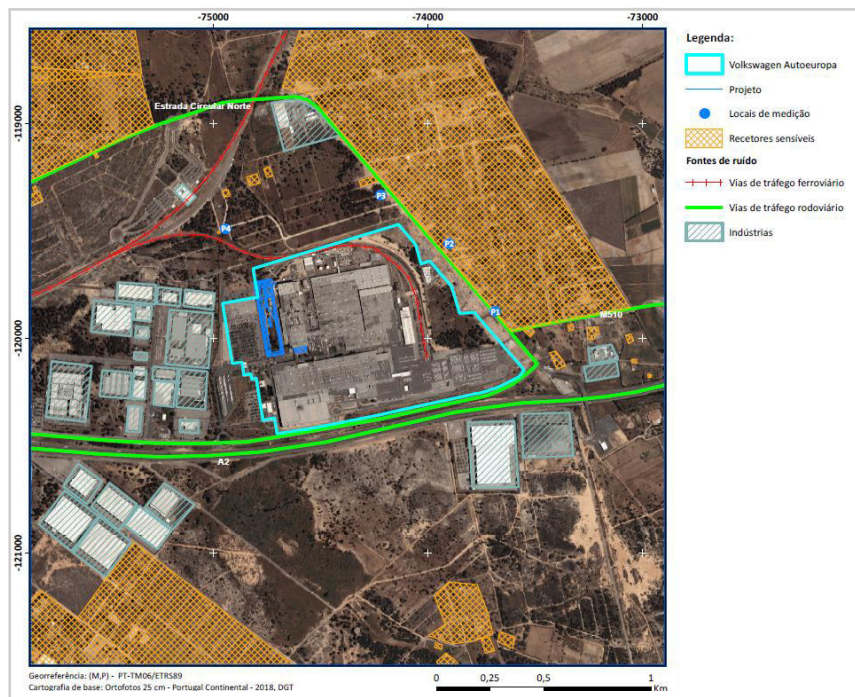 -75000
-74000
-73000
Legenda:
Volkswagen Autoeuropa
Projeto
Locais de medição
Recetores sensíveis
Fontes de ruído
Vias de tráfego ferroviário
Vias de tráfego rodoviário
Indústrias
Estrada Circular Norte
-119000
P3
P4
P2
P1
M510
-120000
A2
-121000
Georreferência: (M,P) - PT-TM06/ETRS89
Cartografia de base: Ortofotos 25 cm - Portugal Continental - 2018, DGT
0 0,25 0,5 1
Km